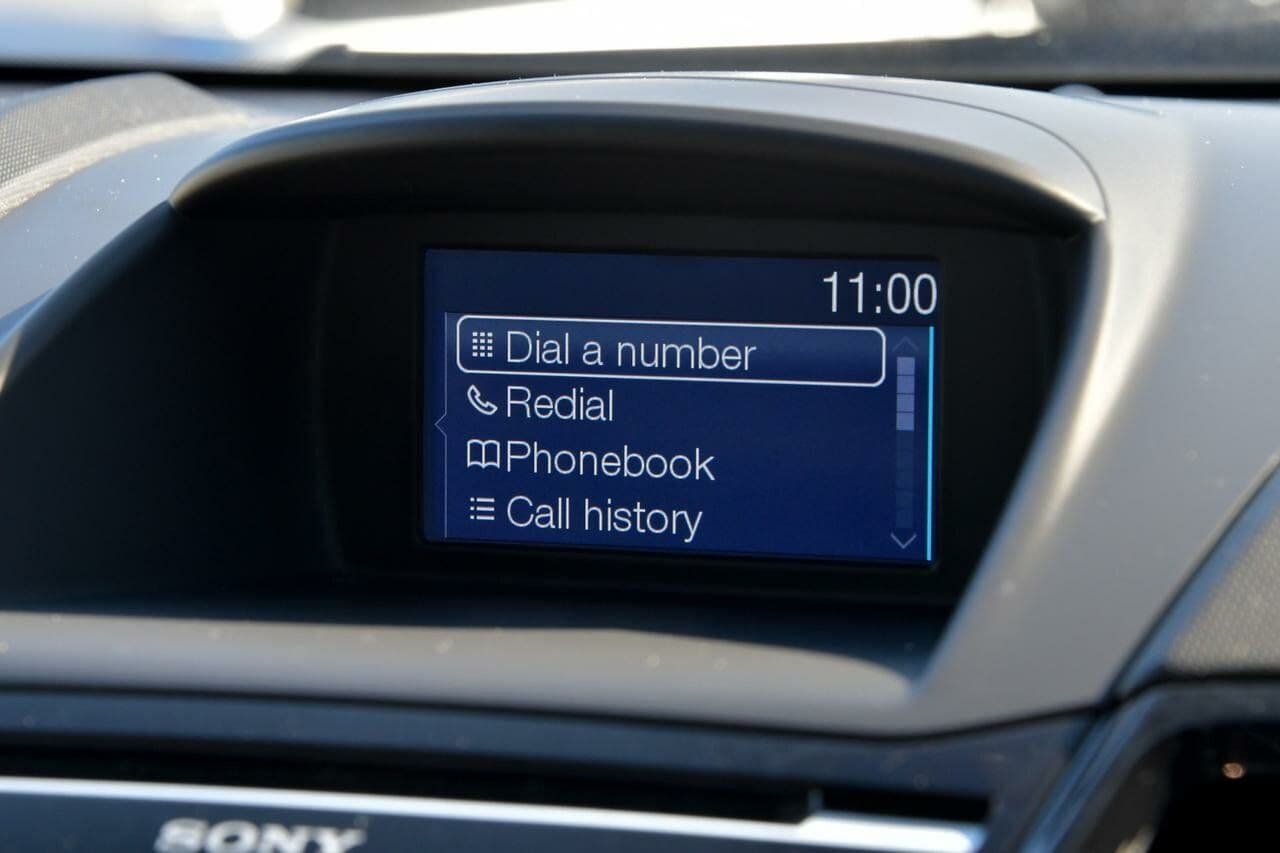 11:00
Dial a number
Redial
Phonebook
Call history
SONY